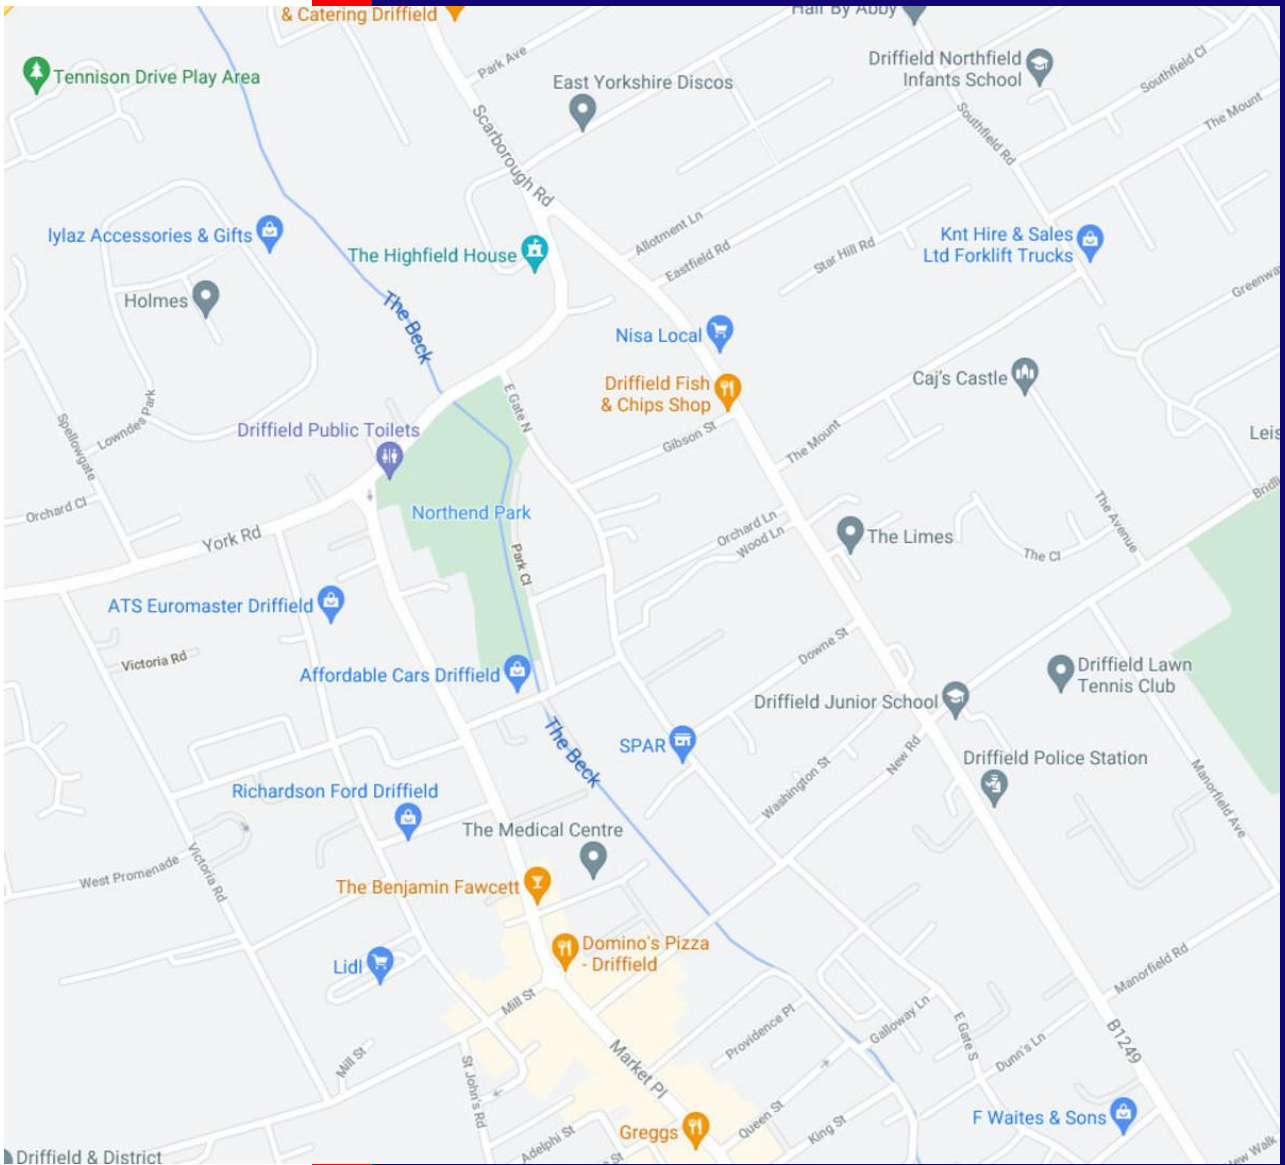 & Catering Driffield
Half By Abby
Tennison Drive Play Area
Park Ave
East Yorkshire Discos
Driffield Northfield
Infants School
Southfield Cl
The Mount
Southfield Rd
Scarborough Rd
lylaz Accessories & Gifts
The Highfield House
Allotment Ln
Eastfield Rd
Star Hill Rd
Knt Hire & Sales
Ltd Forklift Trucks
Holmes
The Beck
Nisa Local
Driffield Fish
& Chips Shop
Caj's Castle
E Gate N
Gibson St
The Mount
Spellowgate
Lowndes Park
Driffield Public Toilets
Orchard Cl
York Rd
Northend Park
Park Cl
Orchard Ln
Wood Ln
The Limes
The Cl
The Avenue
ATS Euromaster Driffield
Victoria Rd
Affordable Cars Driffield
Downe St
Driffield Lawn
Tennis Club
Driffield Junior School
The Beck
SPAR
New Rd
Washington St
Driffield Police Station
Manorfield Ave
Richardson Ford Driffield
The Medical Centre
West Promenade
Victoria Rd
The Benjamin Fawcett
Domino's Pizza
- Driffield
Lidl
Mill St
Manorfield Rd
Providence Pl
Galloway Ln
E Gate S
Dunn's Ln
B1249
Mill St
St John's Rd
Market Pl
Greggs
Queen St
King St
Adelphi St
F Waites & Sons
Driffield & District